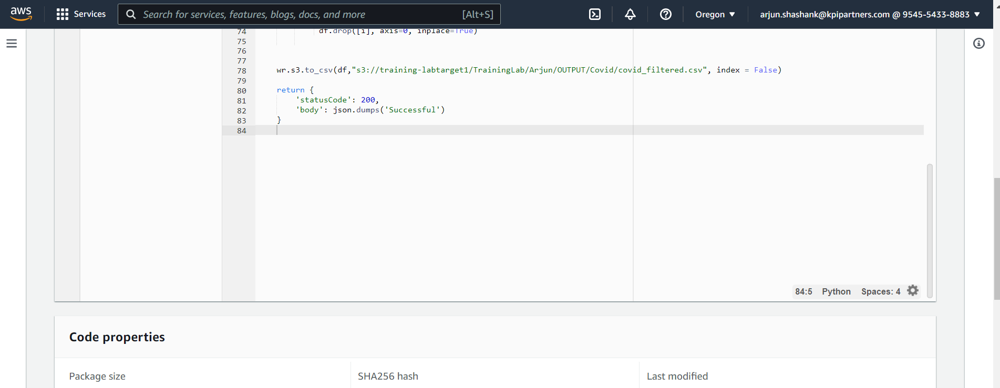 aws Services Search for services, features, blogs, docs, and more [Alt+S] Oregon ▼ arjun.shashank@kpipartners.com @ 9545-5433-8883 ▼
74 df.drop([i], axis=0, inplace=True)
75
76
77
78 wr.s3.to_csv(df,"s3://training-labtarget1/TrainingLab/Arjun/OUTPUT/Covid/covid_filtered.csv", index = False)
79
80 return {
81 'statusCode': 200,
82 'body': json.dumps('Successful')
83 }
84
84:5 Python Spaces: 4
Code properties
Package size SHA256 hash Last modified